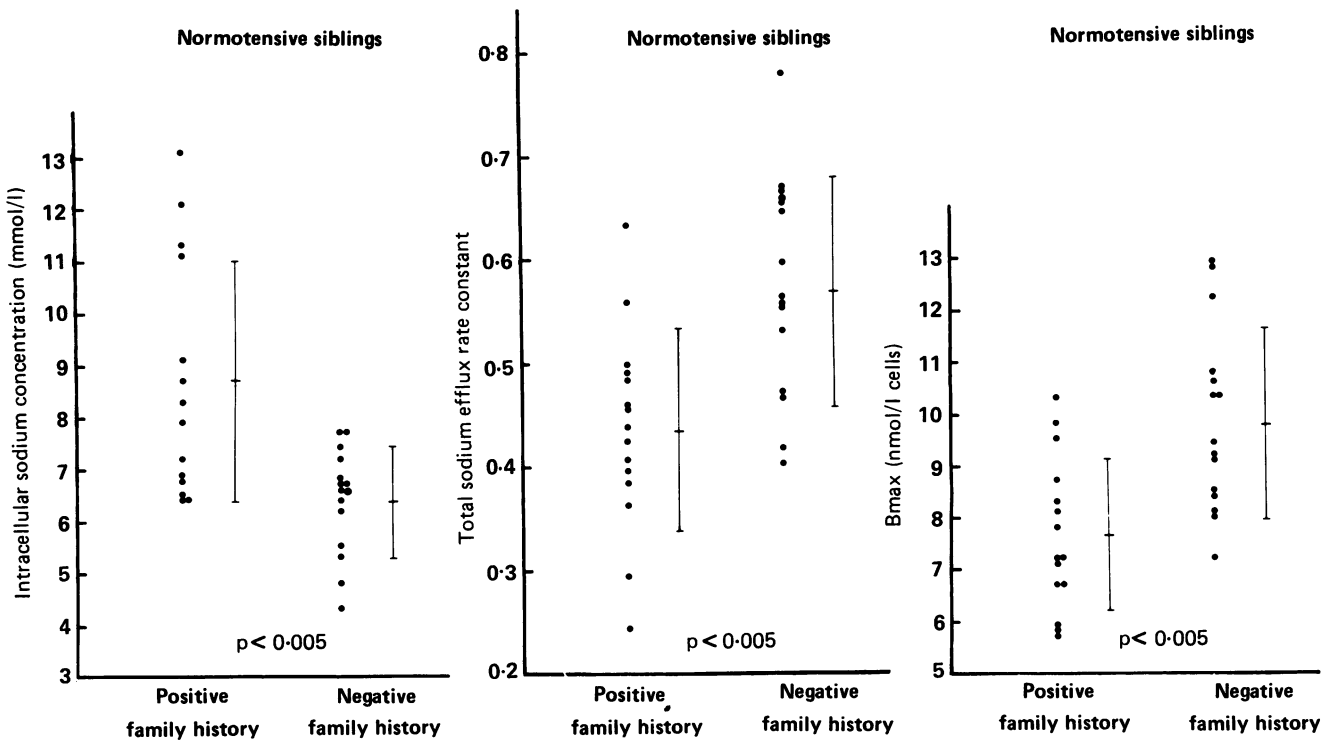 Normotensive siblings
13
12
11
10
9
8
7
6
5
4
3
Intracellular sodium concentration (mmol/l)
p< 0·005
Positive
family history
Negative
family history
Normotensive siblings
0·8
0·7
0·6
0·5
0·4
0·3
0·2
Total sodium efflux rate constant
p< 0·005
Positive
family history
Negative
family history
Normotensive siblings
13
12
11
10
9
8
7
6
5
Bmax (nmol/l cells)
p< 0·005
Positive
family history
Negative
family history